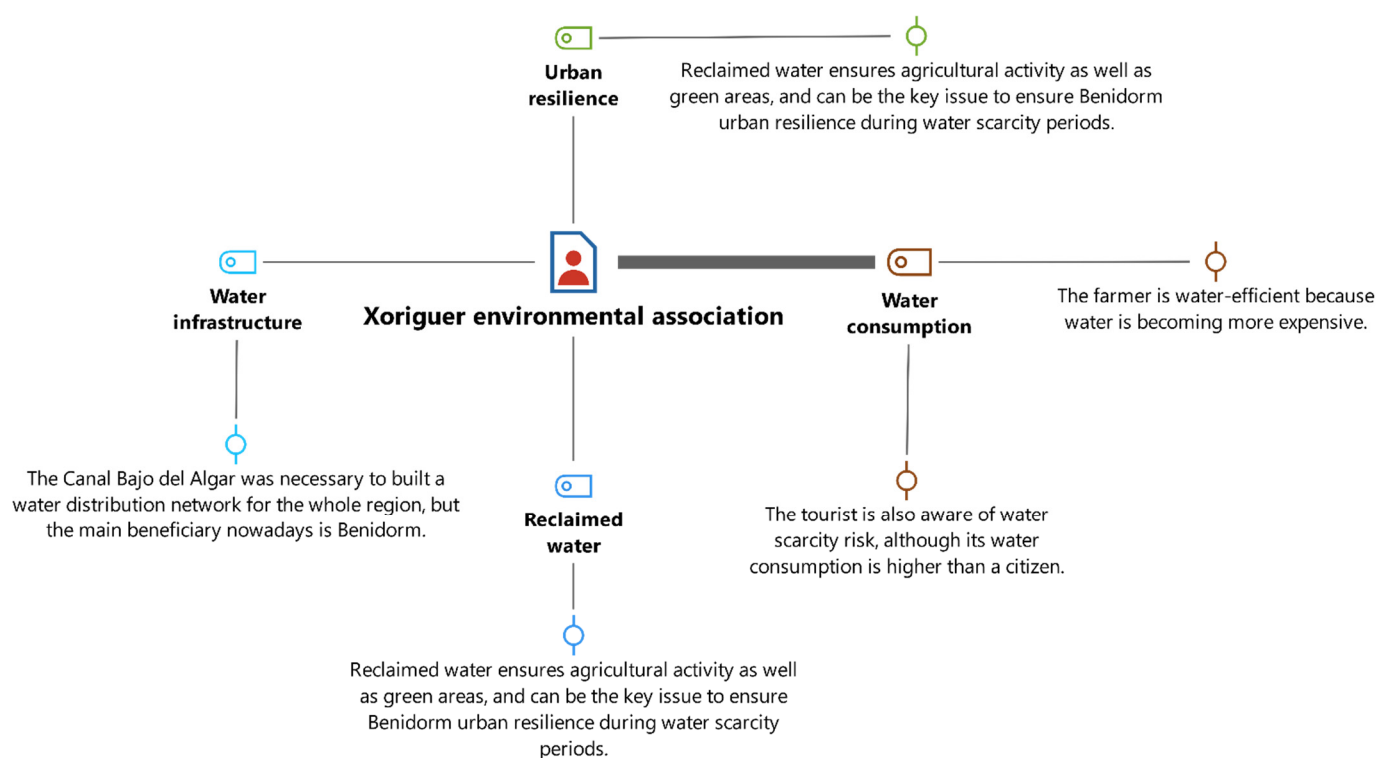 Urban
resilience
Reclaimed water ensures agricultural activity as well as
green areas, and can be the key issue to ensure Benidorm
urban resilience during water scarcity periods.
Water
infrastructure
Xoriguer environmental association
Water
consumption
The farmer is water-efficient because
water is becoming more expensive.
The Canal Bajo del Algar was necessary to built a
water distribution network for the whole region, but
the main beneficiary nowadays is Benidorm.
Reclaimed
water
The tourist is also aware of water
scarcity risk, although its water
consumption is higher than a citizen.
Reclaimed water ensures agricultural activity as well
as green areas, and can be the key issue to ensure
Benidorm urban resilience during water scarcity
periods.